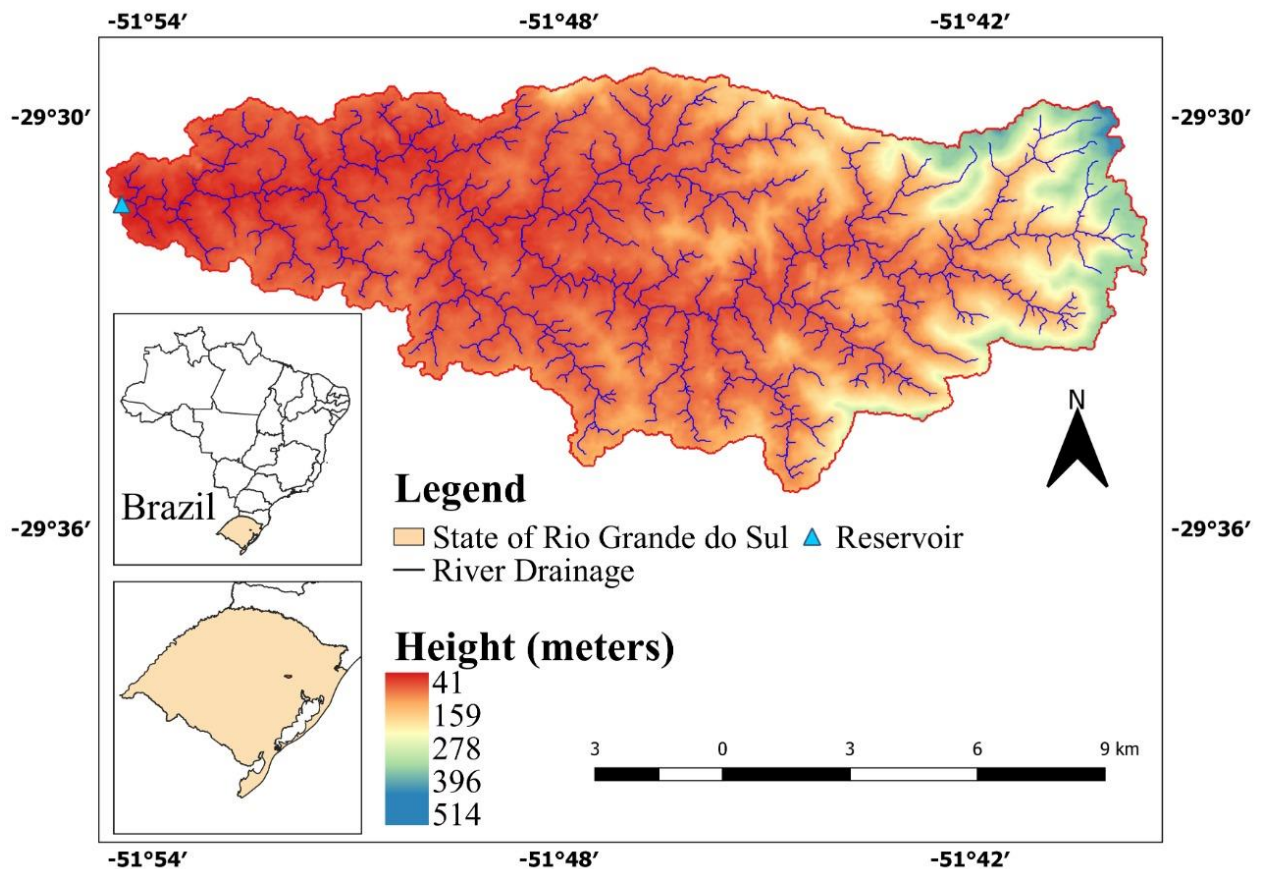 -51°54′ -51°48′ -51°42′
-29°30′ -29°30′
N
Brazil
Legend
State of Rio Grande do Sul Reservoir
River Drainage
-29°36′ -29°36′
Height (meters)
41
159
278
396
514
3 0 3 6 9 km
-51°54′ -51°48′ -51°42′